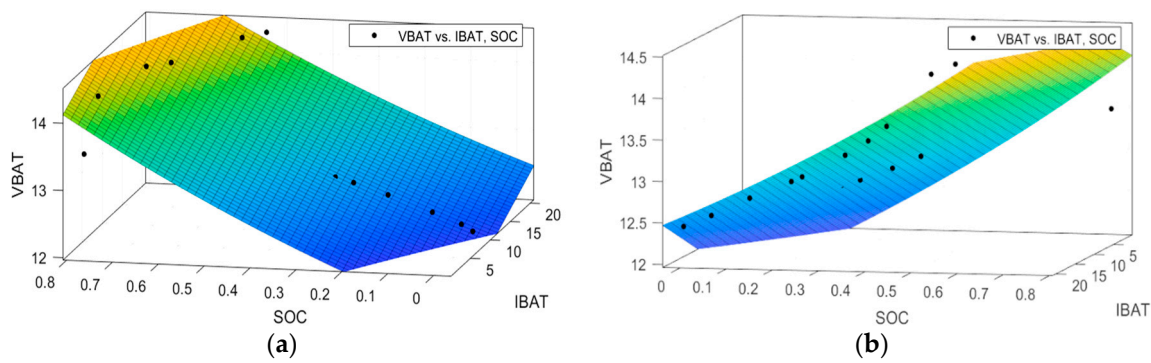 VBAT vs. IBAT, SOC
14
13
12
VBAT
0.8 0.7 0.6 0.5 0.4 0.3 0.2 0.1 0
SOC
5 10 15 20
IBAT
(a)
VBAT vs. IBAT, SOC
14.5
14
13.5
13
12.5
12
VBAT
0 0.1 0.2 0.3 0.4 0.5 0.6 0.7 0.8
SOC
20 15 10 5
IBAT
(b)